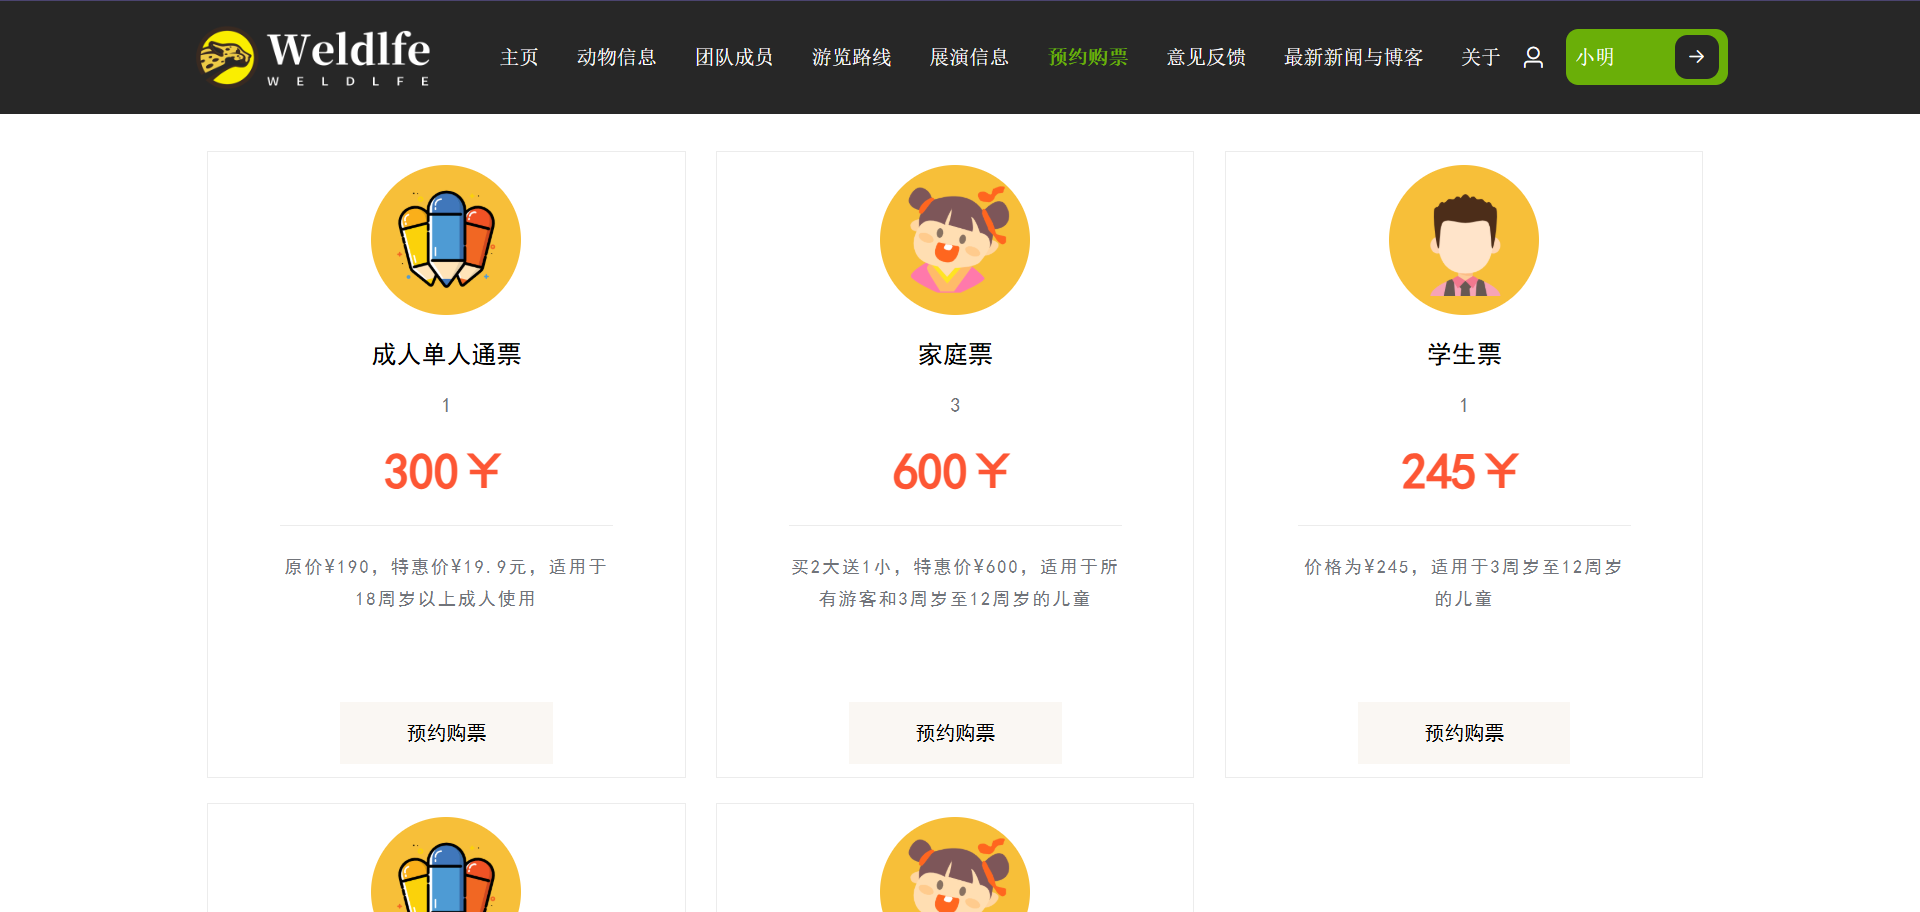 Weldlfe
WELDLFE
主页 动物信息 团队成员 游览路线 展演信息 预约购票 意见反馈 最新新闻与博客 关于 小明
成人单人通票
1
300￥
原价¥190，特惠价¥19.9元，适用于
18周岁以上成人使用
预约购票
家庭票
3
600￥
买2大送1小，特惠价¥600，适用于所
有游客和3周岁至12周岁的儿童
预约购票
学生票
1
245￥
价格为¥245，适用于3周岁至12周岁
的儿童
预约购票